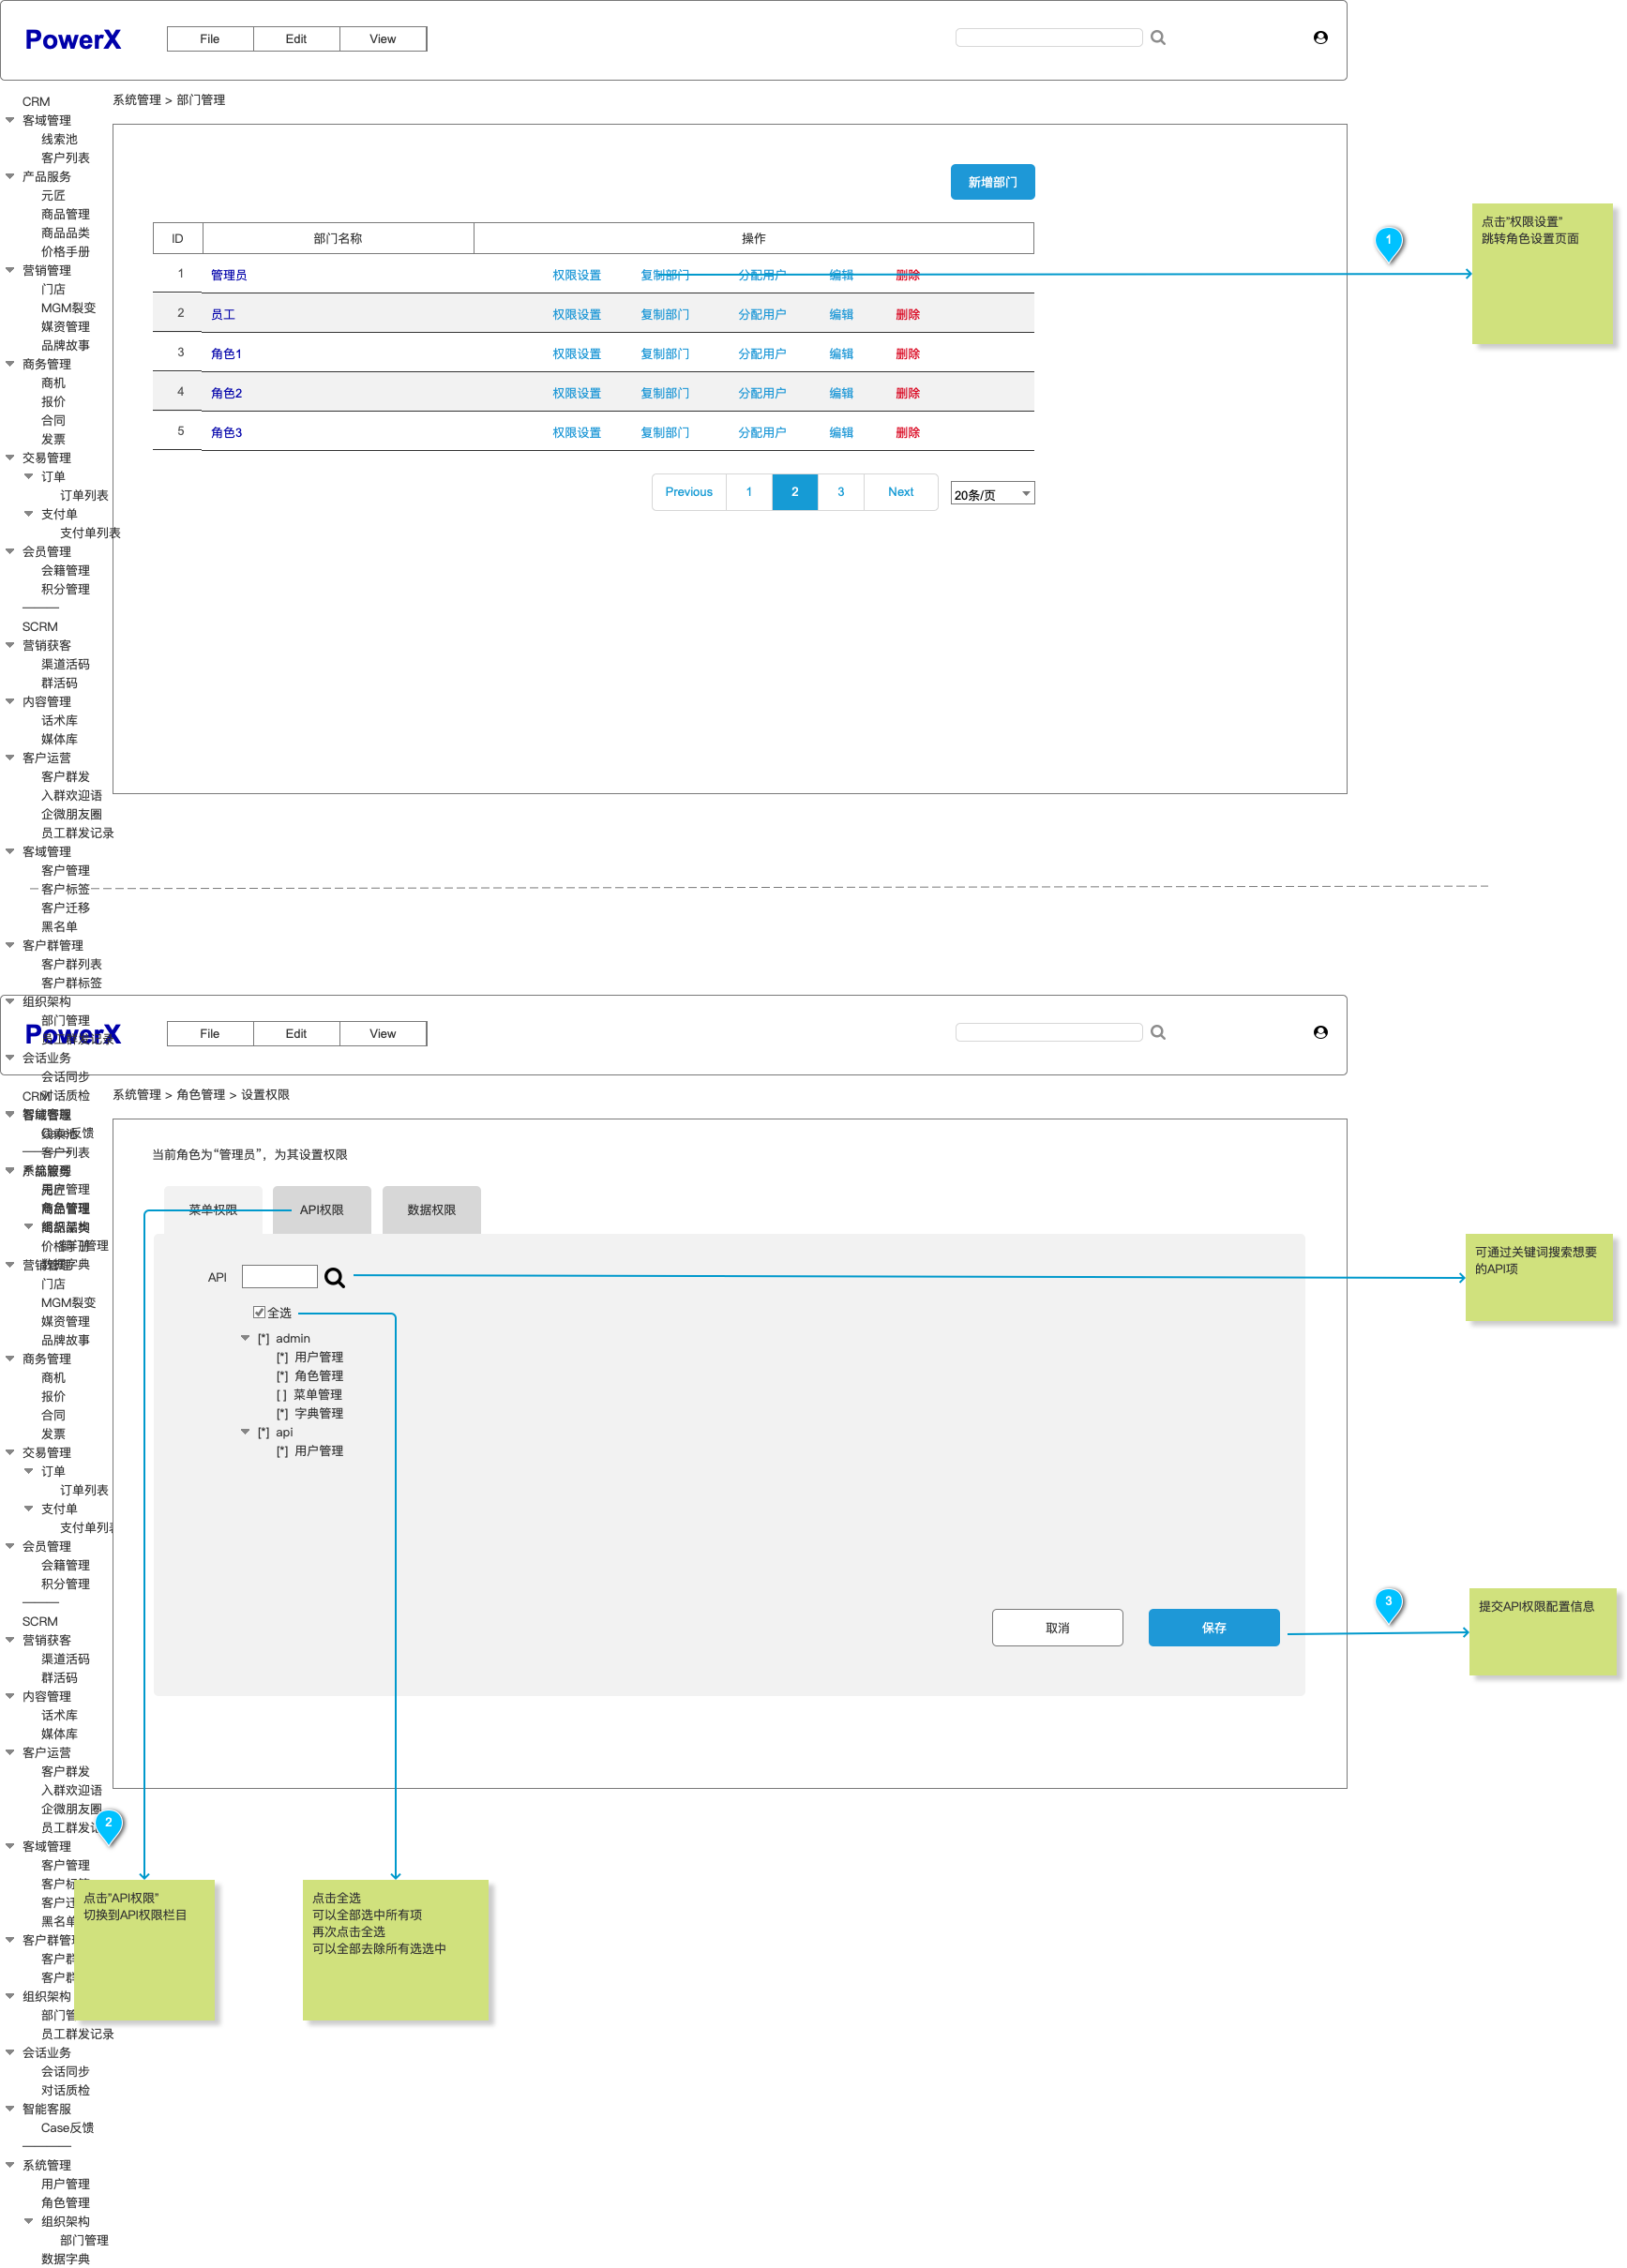 PowerX
File Edit View
系统管理 > 部门管理
CRM
客域管理
线索池
客户列表
产品服务
元匠
商品管理
商品品类
价格手册
营销管理
门店
MGM裂变
媒资管理
品牌故事
商务管理
商机
报价
合同
发票
交易管理
订单
订单列表
支付单
支付单列表
会员管理
会籍管理
积分管理
SCRM
营销获客
渠道活码
群活码
内容管理
话术库
媒体库
客户运营
客户群发
入群欢迎语
企微朋友圈
员工群发记录
客域管理
客户管理
客户标签
客户迁移
黑名单
客户群管理
客户群列表
客户群标签
组织架构
部门管理
员工群发记录
会话业务
会话同步
对话质检
智能客服
Case反馈
系统管理
用户管理
角色管理
组织架构
部门管理
数据字典
新增部门
ID 部门名称 操作
1 管理员 权限设置 复制部门 分配用户 编辑 删除
2 员工 权限设置 复制部门 分配用户 编辑 删除
3 角色1 权限设置 复制部门 分配用户 编辑 删除
4 角色2 权限设置 复制部门 分配用户 编辑 删除
5 角色3 权限设置 复制部门 分配用户 编辑 删除
Previous 1 2 3 Next 20条/页
1
点击"权限设置"
跳转角色设置页面
PowerX
File Edit View
系统管理 > 角色管理 > 设置权限
CRM
客域管理
线索池
客户列表
产品服务
元匠
商品管理
商品品类
价格手册
营销管理
门店
MGM裂变
媒资管理
品牌故事
商务管理
商机
报价
合同
发票
交易管理
订单
订单列表
支付单
支付单列
会员管理
会籍管理
积分管理
SCRM
营销获客
渠道活码
群活码
内容管理
话术库
媒体库
客户运营
客户群发
入群欢迎语
企微朋友圈
员工群发
客域管理
客户管理
客户标
客户
黑名单
客户群管
客户群
客户群
组织架构
部门
员工群发记录
会话业务
会话同步
对话质检
智能客服
Case反馈
系统管理
用户管理
角色管理
组织架构
部门管理
数据字典
当前角色为“管理员”，为其设置权限
菜单权限 API权限 数据权限
API
全选
[*] admin
[*] 用户管理
[*] 角色管理
[ ] 菜单管理
[*] 字典管理
[*] api
[*] 用户管理
取消 保存
可通过关键词搜索想要
的API项
3
提交API权限配置信息
2
点击"API权限"
切换到API权限栏目
点击全选
可以全部选中所有项
再次点击全选
可以全部去除所有选选中